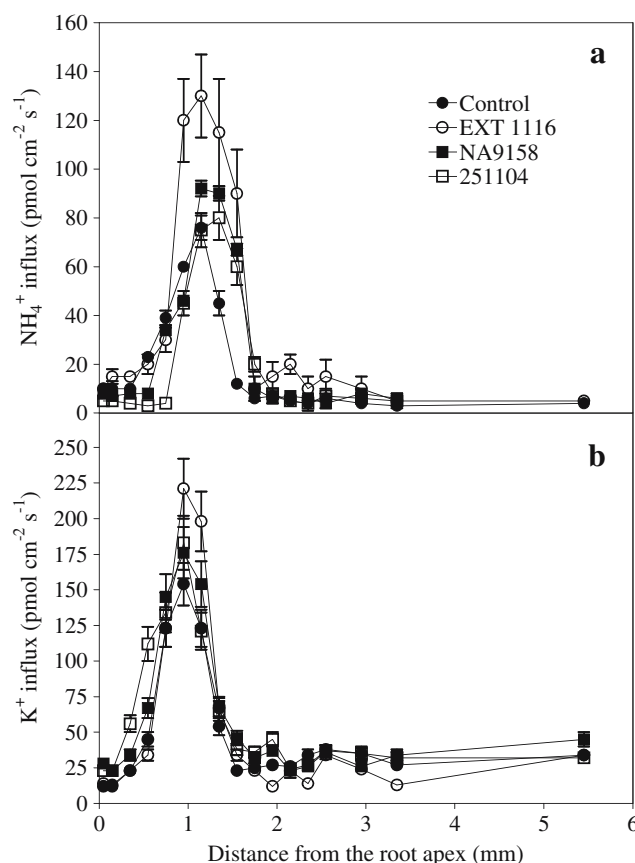 160
140
120
100
80
60
40
20
0
NH₄⁺ influx (pmol cm⁻² s⁻¹)
a
Control
EXT 1116
NA9158
251104
250
225
200
175
150
125
100
75
50
25
0
K⁺ influx (pmol cm⁻² s⁻¹)
b
0 1 2 3 4 5 6
Distance from the root apex (mm)